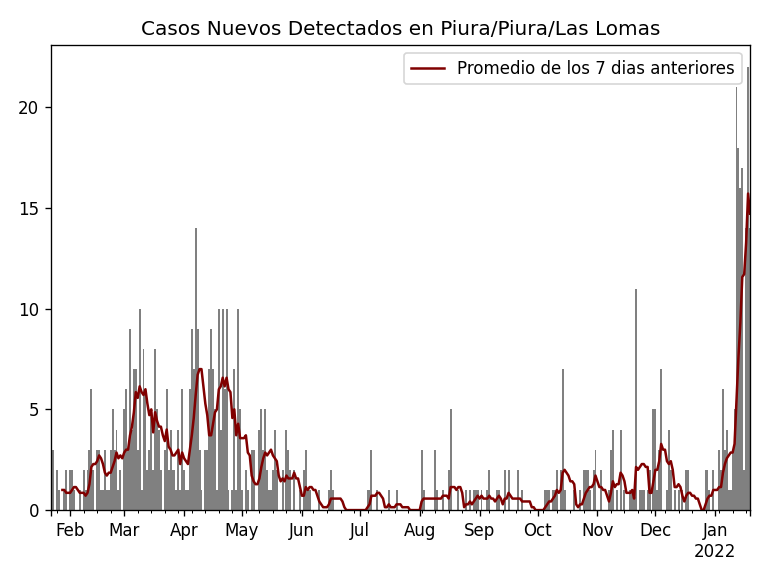 Casos Nuevos Detectados en Piura/Piura/Las Lomas
Promedio de los 7 dias anteriores
20
15
10
5
0
Feb Mar Apr May Jun Jul Aug Sep Oct Nov Dec Jan
2022